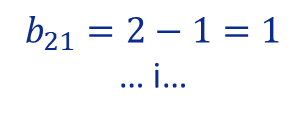 b₂₁ = 2 − 1 = 1
... i...